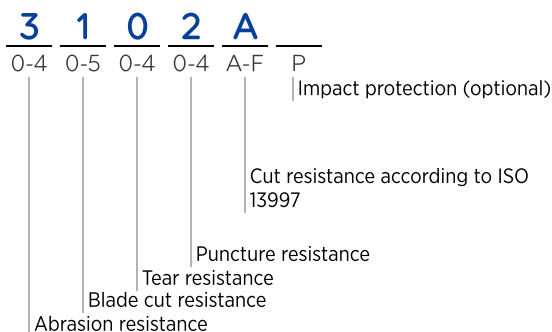 3 1 0 2 A
0-4 0-5 0-4 0-4 A-F P
Impact protection (optional)
Cut resistance according to ISO
13997
Puncture resistance
Tear resistance
Blade cut resistance
Abrasion resistance